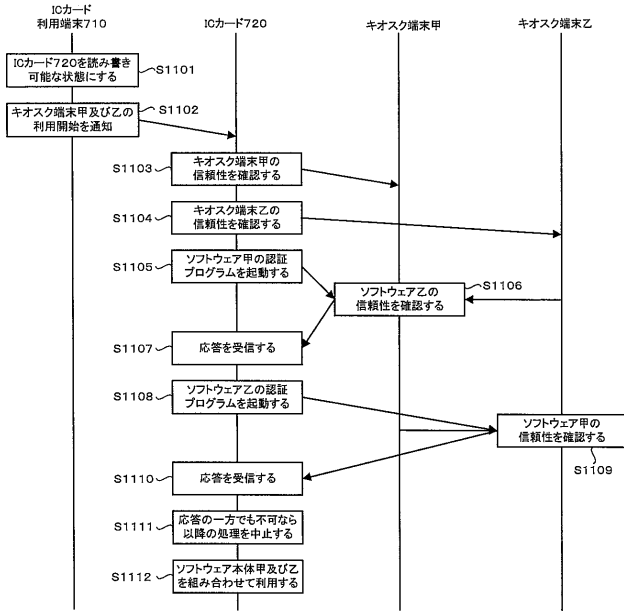 ICカード
利用端末710
ICカード720
キオスク端末甲
キオスク端末乙
ICカード720を読み書き
可能な状態にする
S1101
キオスク端末甲及び乙の
利用開始を通知
S1102
S1103
キオスク端末甲の
信頼性を確認する
S1104
キオスク端末乙の
信頼性を確認する
S1105
ソフトウェア甲の認証
プログラムを起動する
ソフトウェア乙の
信頼性を確認する
S1106
S1107
応答を受信する
S1108
ソフトウェア乙の認証
プログラムを起動する
ソフトウェア甲の
信頼性を確認する
S1109
S1110
応答を受信する
S1111
応答の一方でも不可なら
以降の処理を中止する
S1112
ソフトウェア本体甲及び乙
を組み合わせて利用する